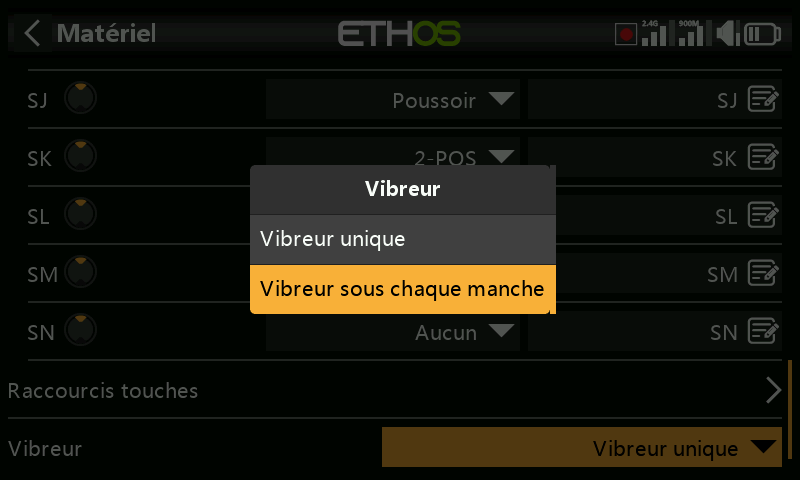 Matériel
ETHOS
2.4G
900M
SJ
Poussoir
SJ
SK
2-POS
SK
Vibreur
SL
SL
Vibreur unique
SM
SM
Vibreur sous chaque manche
SN
Aucun
SN
Raccourcis touches
Vibreur
Vibreur unique